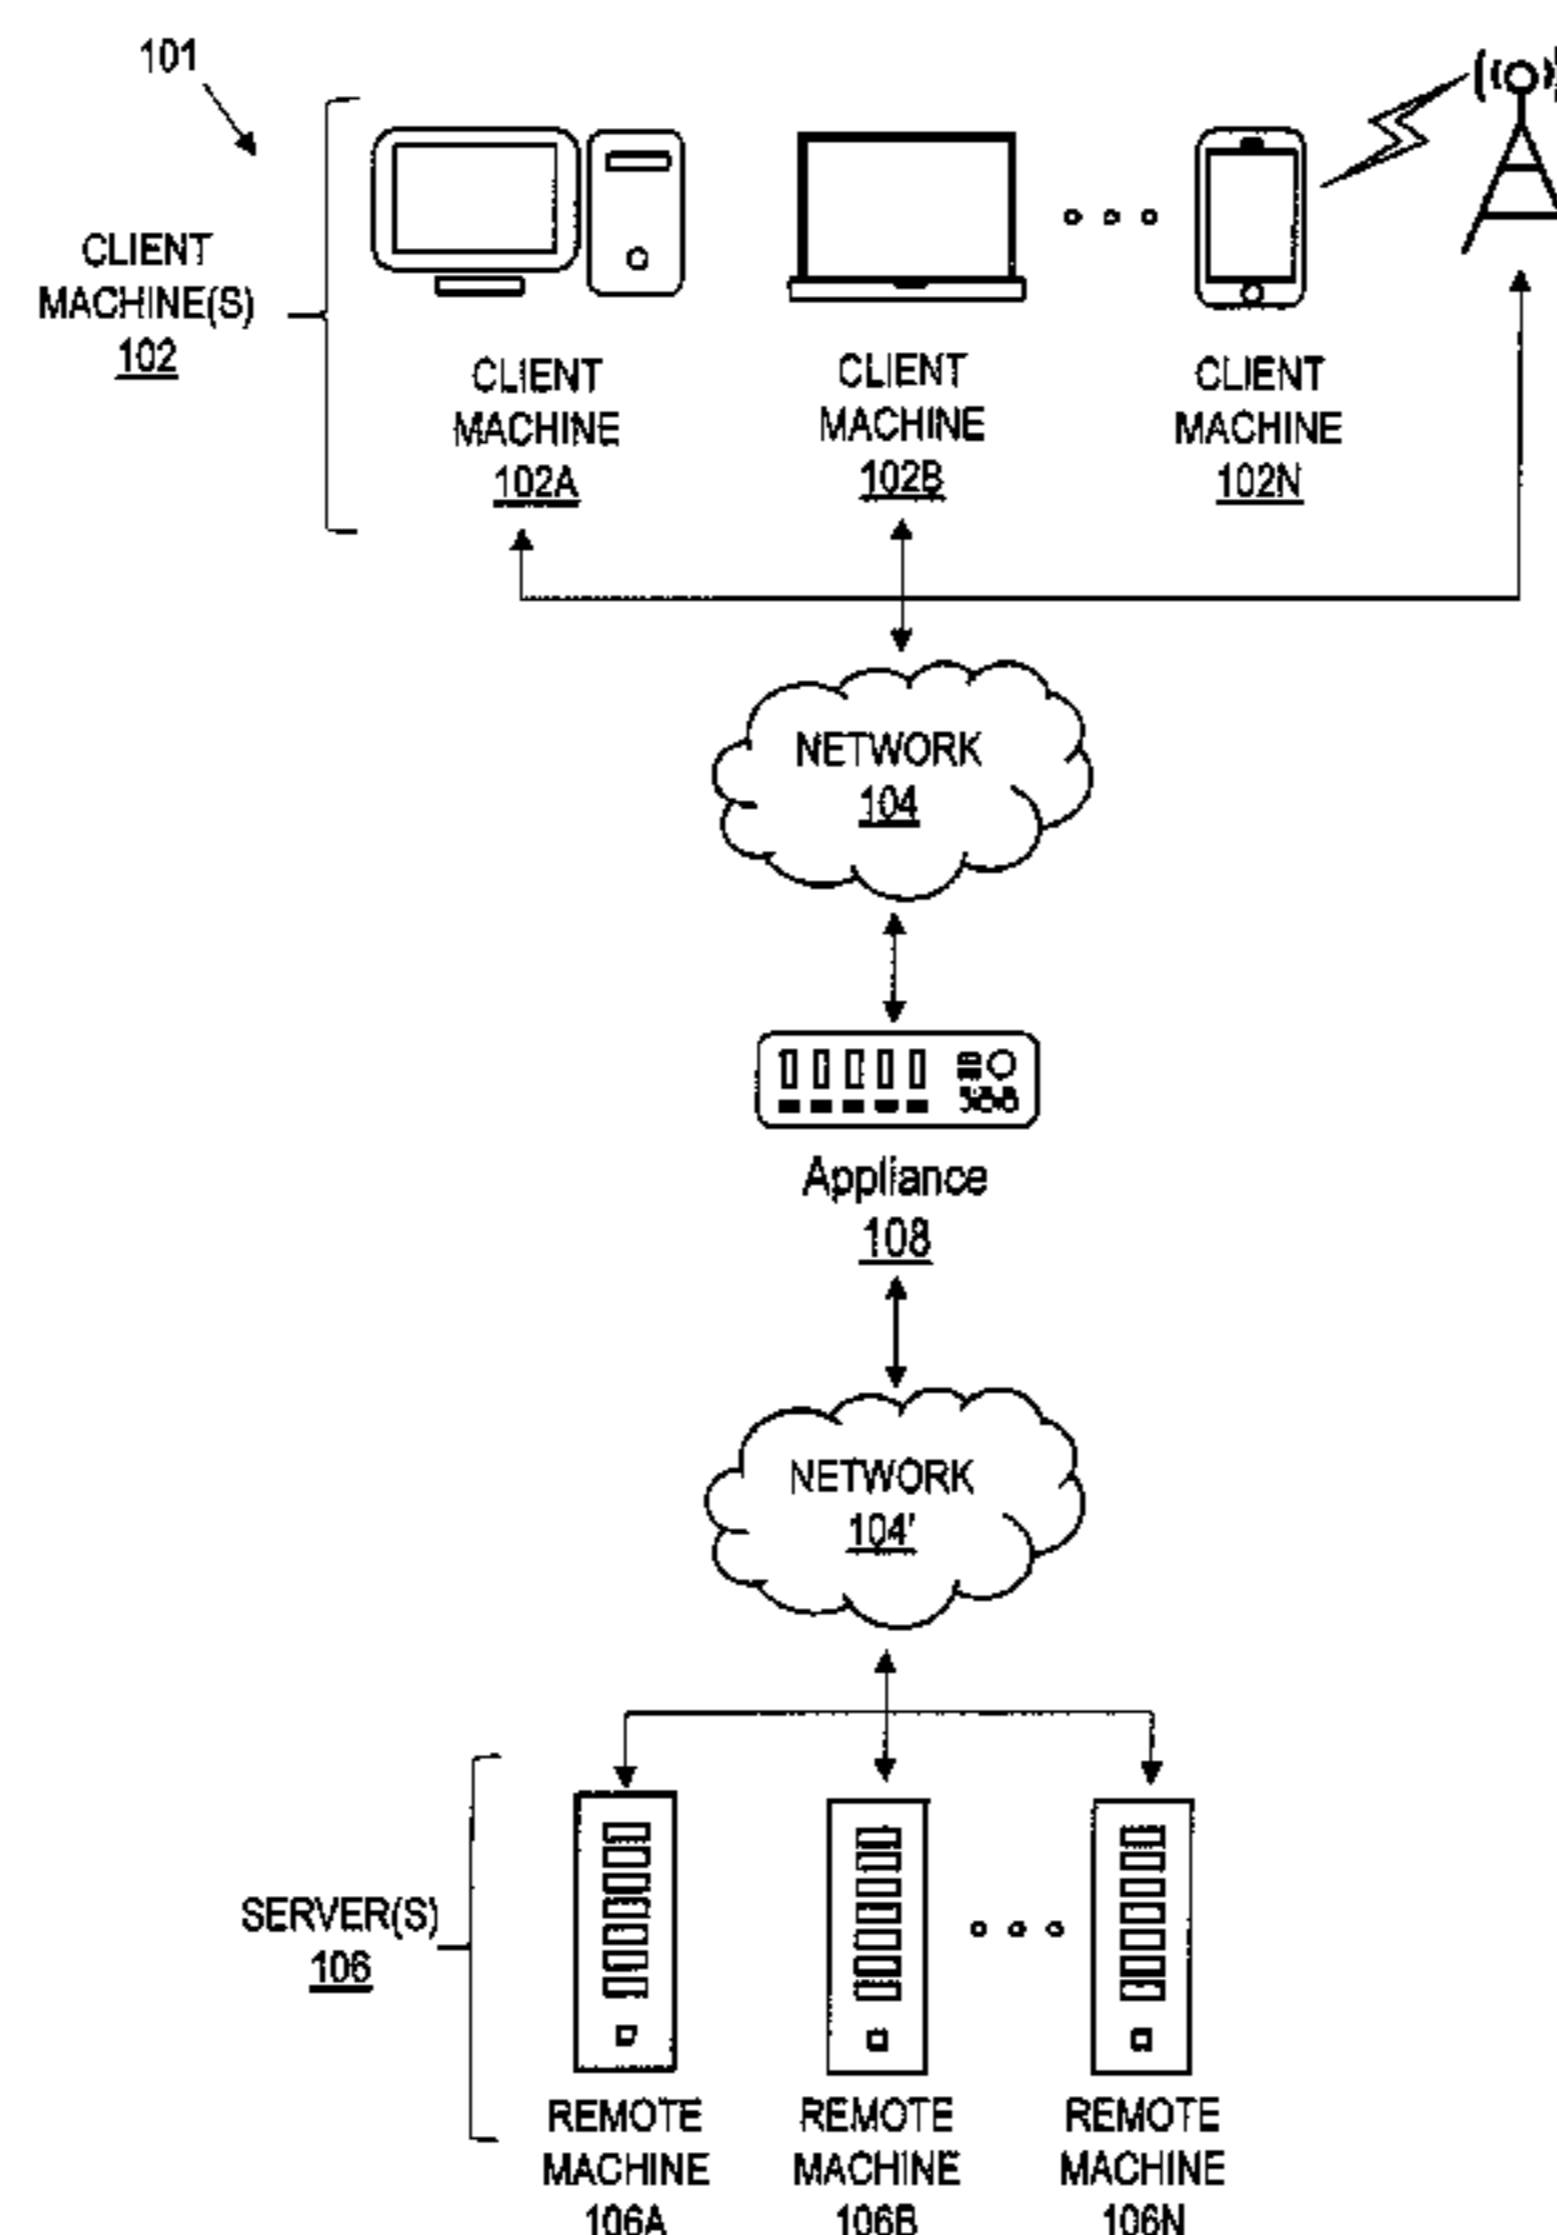 101
CLIENT
MACHINE(S)
102
CLIENT
MACHINE
102A
CLIENT
MACHINE
102B
CLIENT
MACHINE
102N
NETWORK
104
Appliance
108
NETWORK
104'
SERVER(S)
106
REMOTE
MACHINE
106A
REMOTE
MACHINE
106B
REMOTE
MACHINE
106N